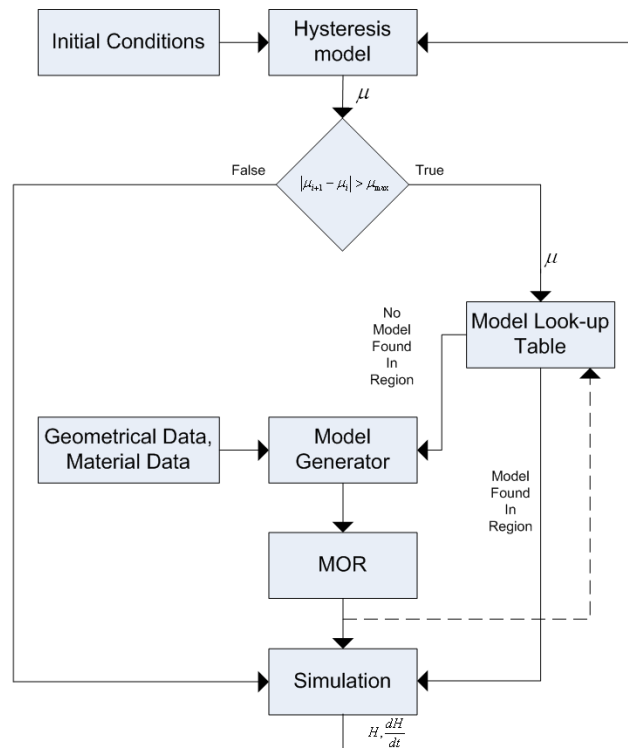 Initial Conditions
Hysteresis
model
μ
False
|μᵢ₊₁ − μᵢ| > μₘₐₓ
True
μ
No
Model
Found
In
Region
Model Look-up
Table
Geometrical Data,
Material Data
Model
Generator
Model
Found
In
Region
MOR
Simulation
H, dH/dt